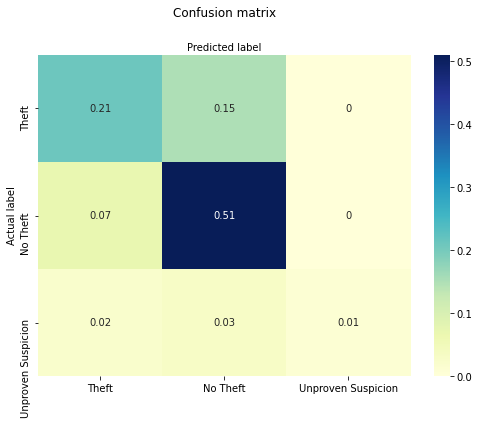 Confusion matrix
Predicted label
Actual label
Theft
0.21 0.15 0
No Theft
0.07 0.51 0
Unproven Suspicion
0.02 0.03 0.01
Theft No Theft Unproven Suspicion
0.5
0.4
0.3
0.2
0.1
0.0